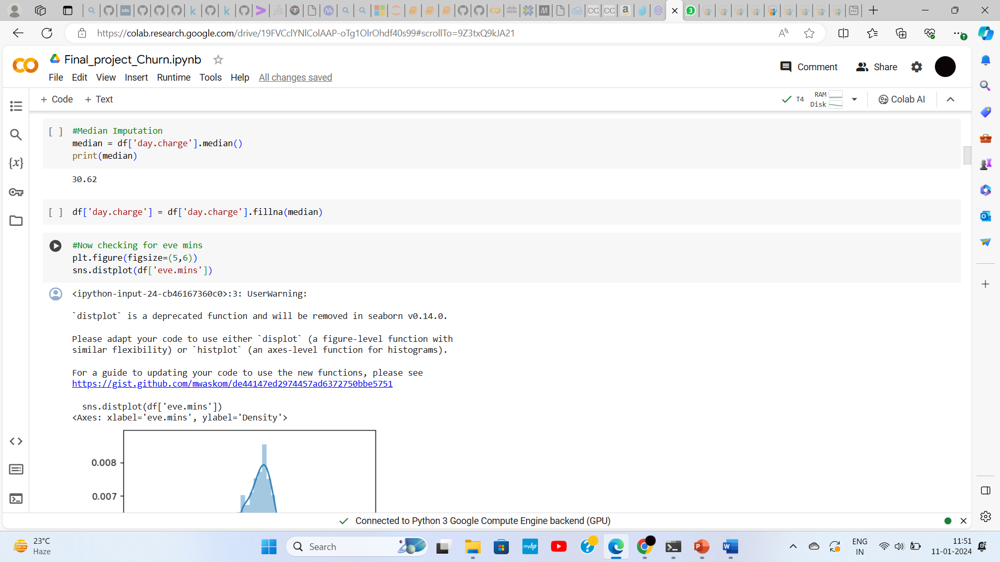 https://colab.research.google.com/drive/19FVCclYNlColAAP-oTg1OlrOhdf40s99#scrollTo=9Z3txQ9kJA21
Final_project_Churn.ipynb
Comment Share
File Edit View Insert Runtime Tools Help All changes saved
+ Code + Text
T4 RAM Disk
Colab AI
[ ] #Median Imputation
median = df['day.charge'].median()
print(median)
30.62
[ ] df['day.charge'] = df['day.charge'].fillna(median)
#Now checking for eve mins
plt.figure(figsize=(5,6))
sns.distplot(df['eve.mins'])
<ipython-input-24-cb46167360c0>:3: UserWarning:
`distplot` is a deprecated function and will be removed in seaborn v0.14.0.
Please adapt your code to use either `displot` (a figure-level function with
similar flexibility) or `histplot` (an axes-level function for histograms).
For a guide to updating your code to use the new functions, please see
https://gist.github.com/mwaskom/de44147ed2974457ad6372750bbe5751
sns.distplot(df['eve.mins'])
<Axes: xlabel='eve.mins', ylabel='Density'>
0.008
0.007
Connected to Python 3 Google Compute Engine backend (GPU)
23°C
Haze
Search
ENG
IN
11:51
11-01-2024